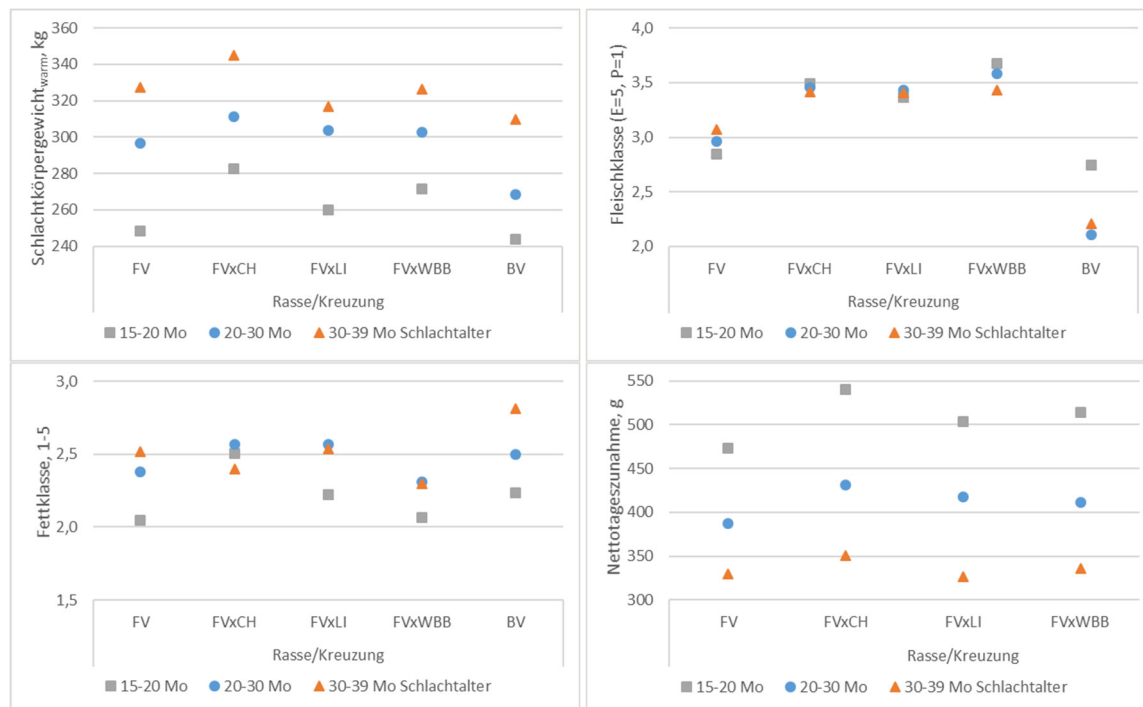 Schlachtkörpergewicht warm, kg
360
340
320
300
280
260
240
FV FVxCH FVxLI FVxWBB BV
Rasse/Kreuzung
15-20 Mo 20-30 Mo 30-39 Mo Schlachtalter
Fleischklasse (E=5, P=1)
4,0
3,5
3,0
2,5
2,0
FV FVxCH FVxLI FVxWBB BV
Rasse/Kreuzung
15-20 Mo 20-30 Mo 30-39 Mo Schlachtalter
Fettklasse, 1-5
3,0
2,5
2,0
1,5
FV FVxCH FVxLI FVxWBB BV
Rasse/Kreuzung
15-20 Mo 20-30 Mo 30-39 Mo Schlachtalter
Nettotageszunahme, g
550
500
450
400
350
300
FV FVxCH FVxLI FVxWBB
Rasse/Kreuzung
15-20 Mo 20-30 Mo 30-39 Mo Schlachtalter